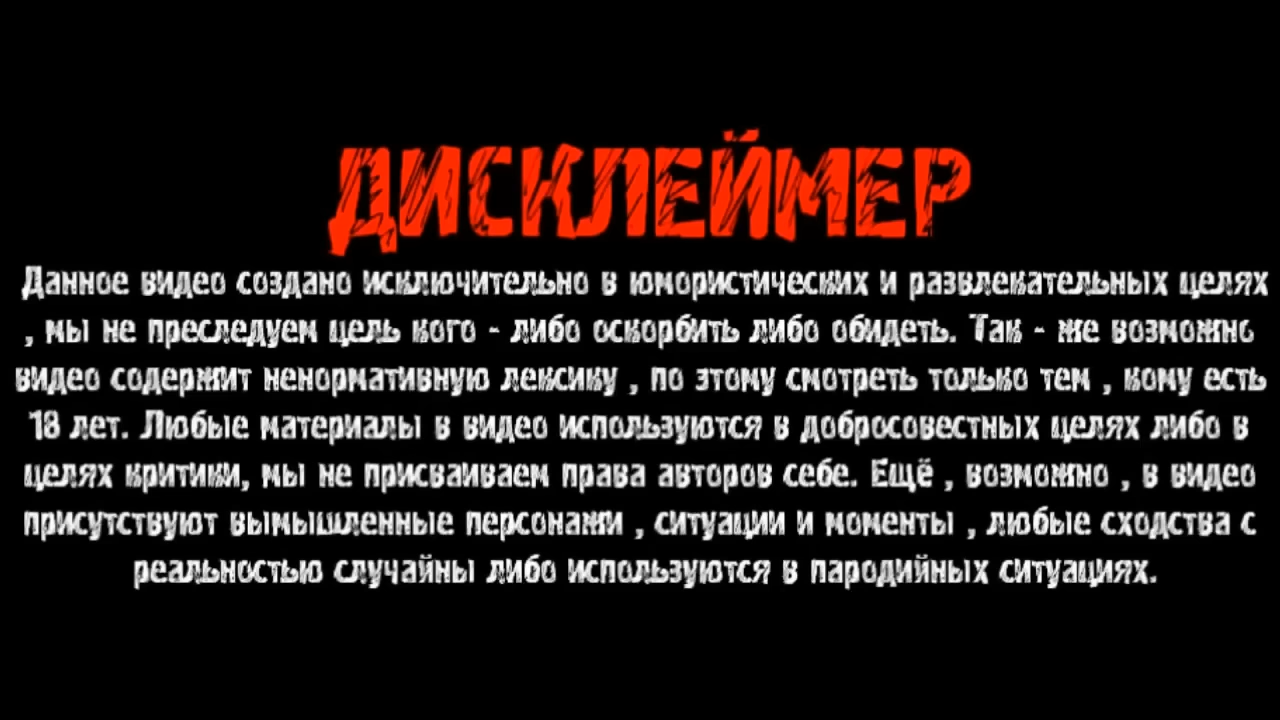 ДИСКЛЕЙМЕР
Данное видео создано исключительно в юмористических и развлекательных целях
, мы не преследуем цель кого - либо оскорбить либо обидеть. Так - же возможно
видео содержит ненормативную лексику , по этому смотреть только тем , кому есть
18 лет. Любые материалы в видео используются в добросовестных целях либо в
целях критики, мы не присваиваем права авторов себе. Ещё , возможно , в видео
присутствуют вымышленные персонажи , ситуации и моменты , любые сходства с
реальностью случайны либо используются в пародийных ситуациях.